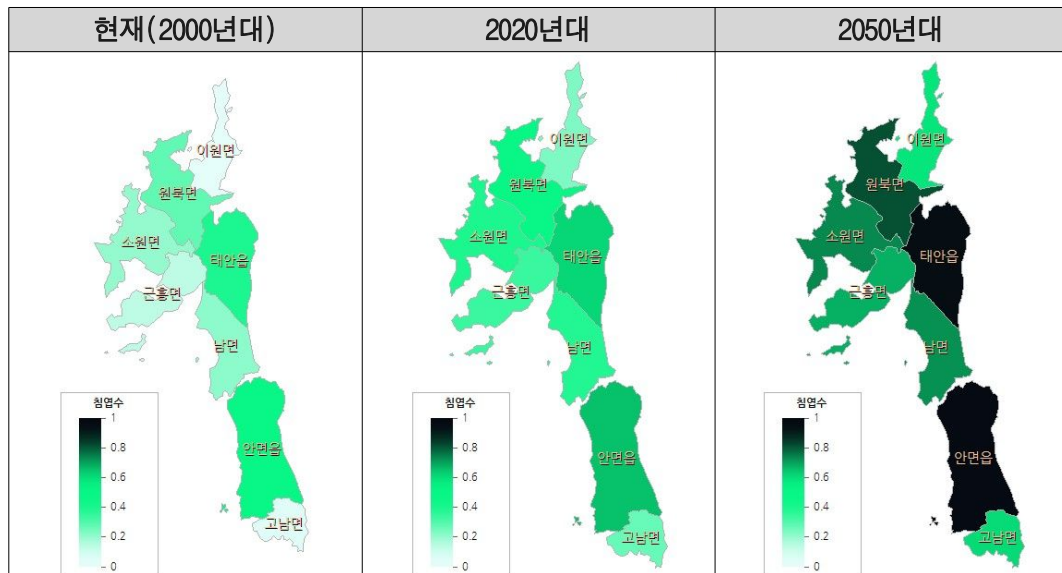 현재(2000년대)
2020년대
2050년대
이원면
원북면
소원면
태안읍
근흥면
남면
안면읍
고남면
침엽수
1
0.8
0.6
0.4
0.2
0
이원면
원북면
소원면
태안읍
근흥면
남면
안면읍
고남면
침엽수
1
0.8
0.6
0.4
0.2
0
이원면
원북면
소원면
태안읍
근흥면
남면
안면읍
고남면
침엽수
1
0.8
0.6
0.4
0.2
0